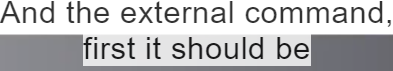 And the external command,
first it should be